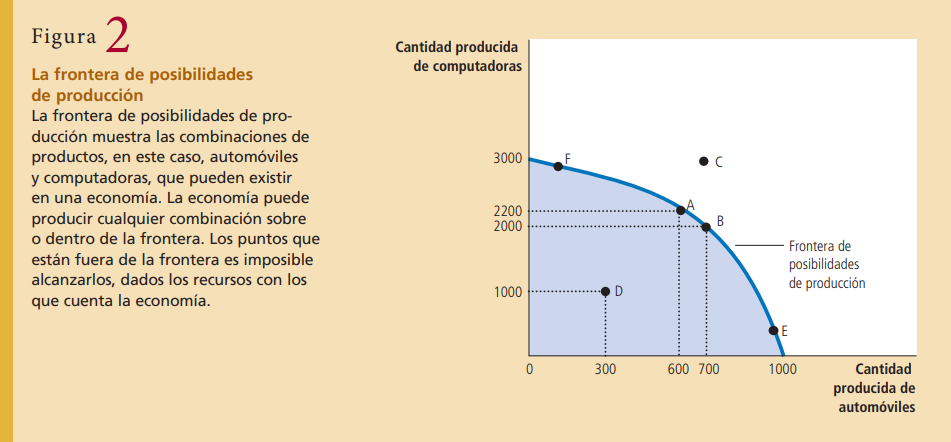 Figura 2
La frontera de posibilidades
de producción
La frontera de posibilidades de pro-
ducción muestra las combinaciones de
productos, en este caso, automóviles
y computadoras, que pueden existir
en una economía. La economía puede
producir cualquier combinación sobre
o dentro de la frontera. Los puntos que
están fuera de la frontera es imposible
alcanzarlos, dados los recursos con los
que cuenta la economía.
Cantidad producida
de computadoras
3000
F
C
2200
A
2000
B
Frontera de
posibilidades
de producción
1000
D
E
0
300
600
700
1000
Cantidad
producida de
automóviles